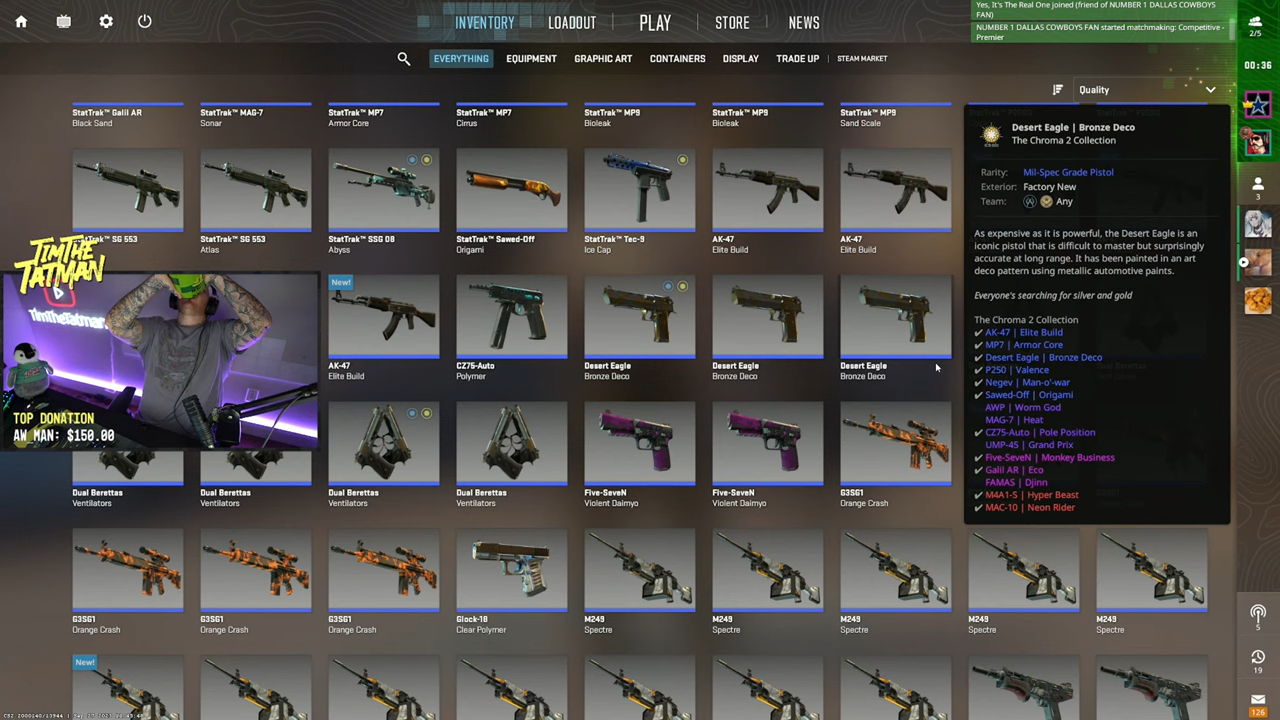 INVENTORY
LOADOUT
PLAY
STORE
NEWS
Yes, It's The Real One joined (friend of NUMBER 1 DALLAS COWBOYS
FAN)
NUMBER 1 DALLAS COWBOYS FAN started matchmaking: Competitive -
Premier
2/5
00:36
EVERYTHING
EQUIPMENT
GRAPHIC ART
CONTAINERS
DISPLAY
TRADE UP
STEAM MARKET
Quality
StatTrak™ Galil AR
Black Sand
StatTrak™ MAG-7
Sonar
StatTrak™ MP7
Armor Core
StatTrak™ MP7
Cirrus
StatTrak™ MP9
Bioleak
StatTrak™ MP9
Bioleak
StatTrak™ MP9
Sand Scale
Desert Eagle | Bronze Deco
The Chroma 2 Collection
Rarity: Mil-Spec Grade Pistol
Exterior: Factory New
Team: Any
As expensive as it is powerful, the Desert Eagle is an
iconic pistol that is difficult to master but surprisingly
accurate at long range. It has been painted in an art
deco pattern using metallic automotive paints.
Everyone's searching for silver and gold
The Chroma 2 Collection
✔ AK-47 | Elite Build
✔ MP7 | Armor Core
✔ Desert Eagle | Bronze Deco
✔ P250 | Valence
✔ Negev | Man-o'-war
✔ Sawed-Off | Origami
AWP | Worm God
MAG-7 | Heat
✔ CZ75-Auto | Pole Position
UMP-45 | Grand Prix
✔ Five-SeveN | Monkey Business
✔ Galil AR | Eco
FAMAS | Djinn
✔ M4A1-S | Hyper Beast
✔ MAC-10 | Neon Rider
3
SG 553
StatTrak™ SG 553
Atlas
StatTrak™ SSG 08
Abyss
StatTrak™ Sawed-Off
Origami
StatTrak™ Tec-9
Ice Cap
AK-47
Elite Build
AK-47
Elite Build
TIMTHE
TATMAN
TimTheTatman
TOP DONATION
AW MAN: $150.00
New!
AK-47
Elite Build
CZ75-Auto
Polymer
Desert Eagle
Bronze Deco
Desert Eagle
Bronze Deco
Desert Eagle
Bronze Deco
Dual Berettas
Ventilators
Dual Berettas
Ventilators
Dual Berettas
Ventilators
Dual Berettas
Ventilators
Five-SeveN
Violent Daimyo
Five-SeveN
Violent Daimyo
G3SG1
Orange Crash
G3SG1
Orange Crash
G3SG1
Orange Crash
G3SG1
Orange Crash
Glock-18
Clear Polymer
M249
Spectre
M249
Spectre
M249
Spectre
M249
Spectre
M249
Spectre
5
19
126
New!